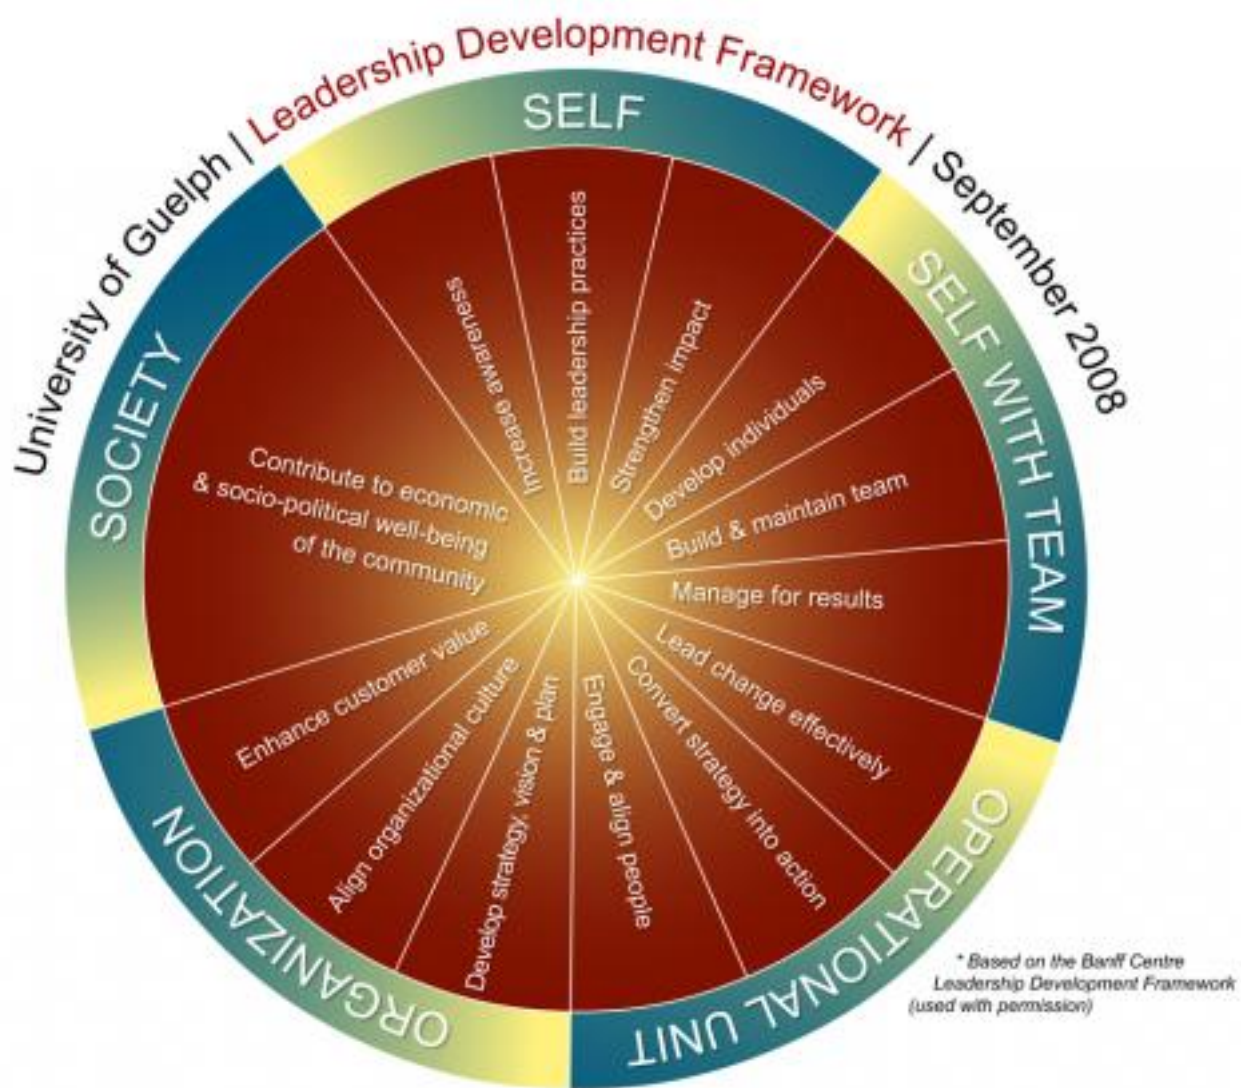 University of Guelph | Leadership Development Framework | September 2008
SELF
Increase awareness
Build leadership practices
Strengthen impact
SELF WITH TEAM
Develop individuals
Build & maintain team
Manage for results
OPERATIONAL UNIT
Lead change effectively
Convert strategy into action
Engage & align people
ORGANIZATION
Develop strategy, vision & plan
Align organizational culture
Enhance customer value
SOCIETY
Contribute to economic
& socio-political well-being
of the community
* Based on the Banff Centre
Leadership Development Framework
(used with permission)